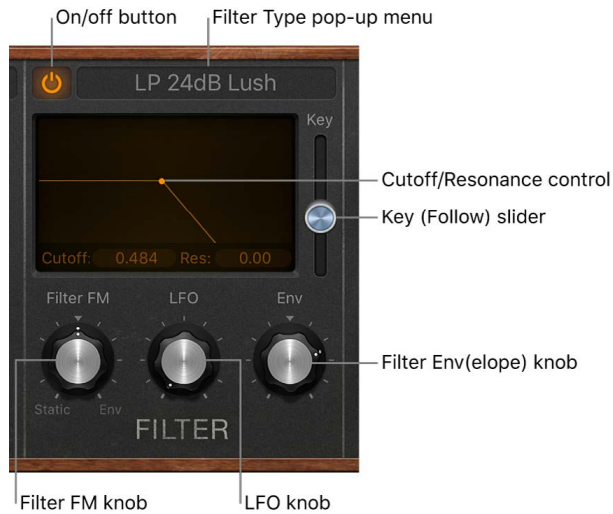 On/off button
Filter Type pop-up menu
LP 24dB Lush
Key
Cutoff/Resonance control
Key (Follow) slider
Cutoff: 0.484 Res: 0.00
Filter FM LFO Env
Filter Env(elope) knob
Static Env
FILTER
Filter FM knob
LFO knob